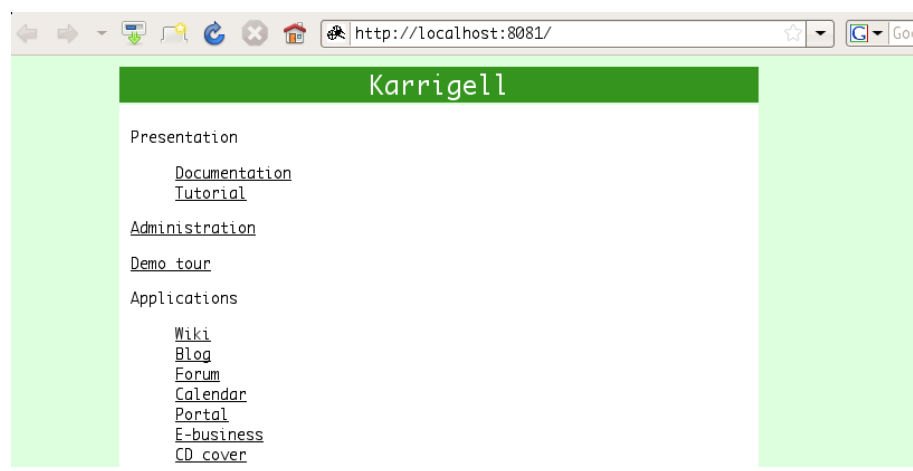 http://localhost:8081/
G
Karrigell
Presentation
Documentation
Tutorial
Administration
Demo tour
Applications
Wiki
Blog
Forum
Calendar
Portal
E-business
CD cover